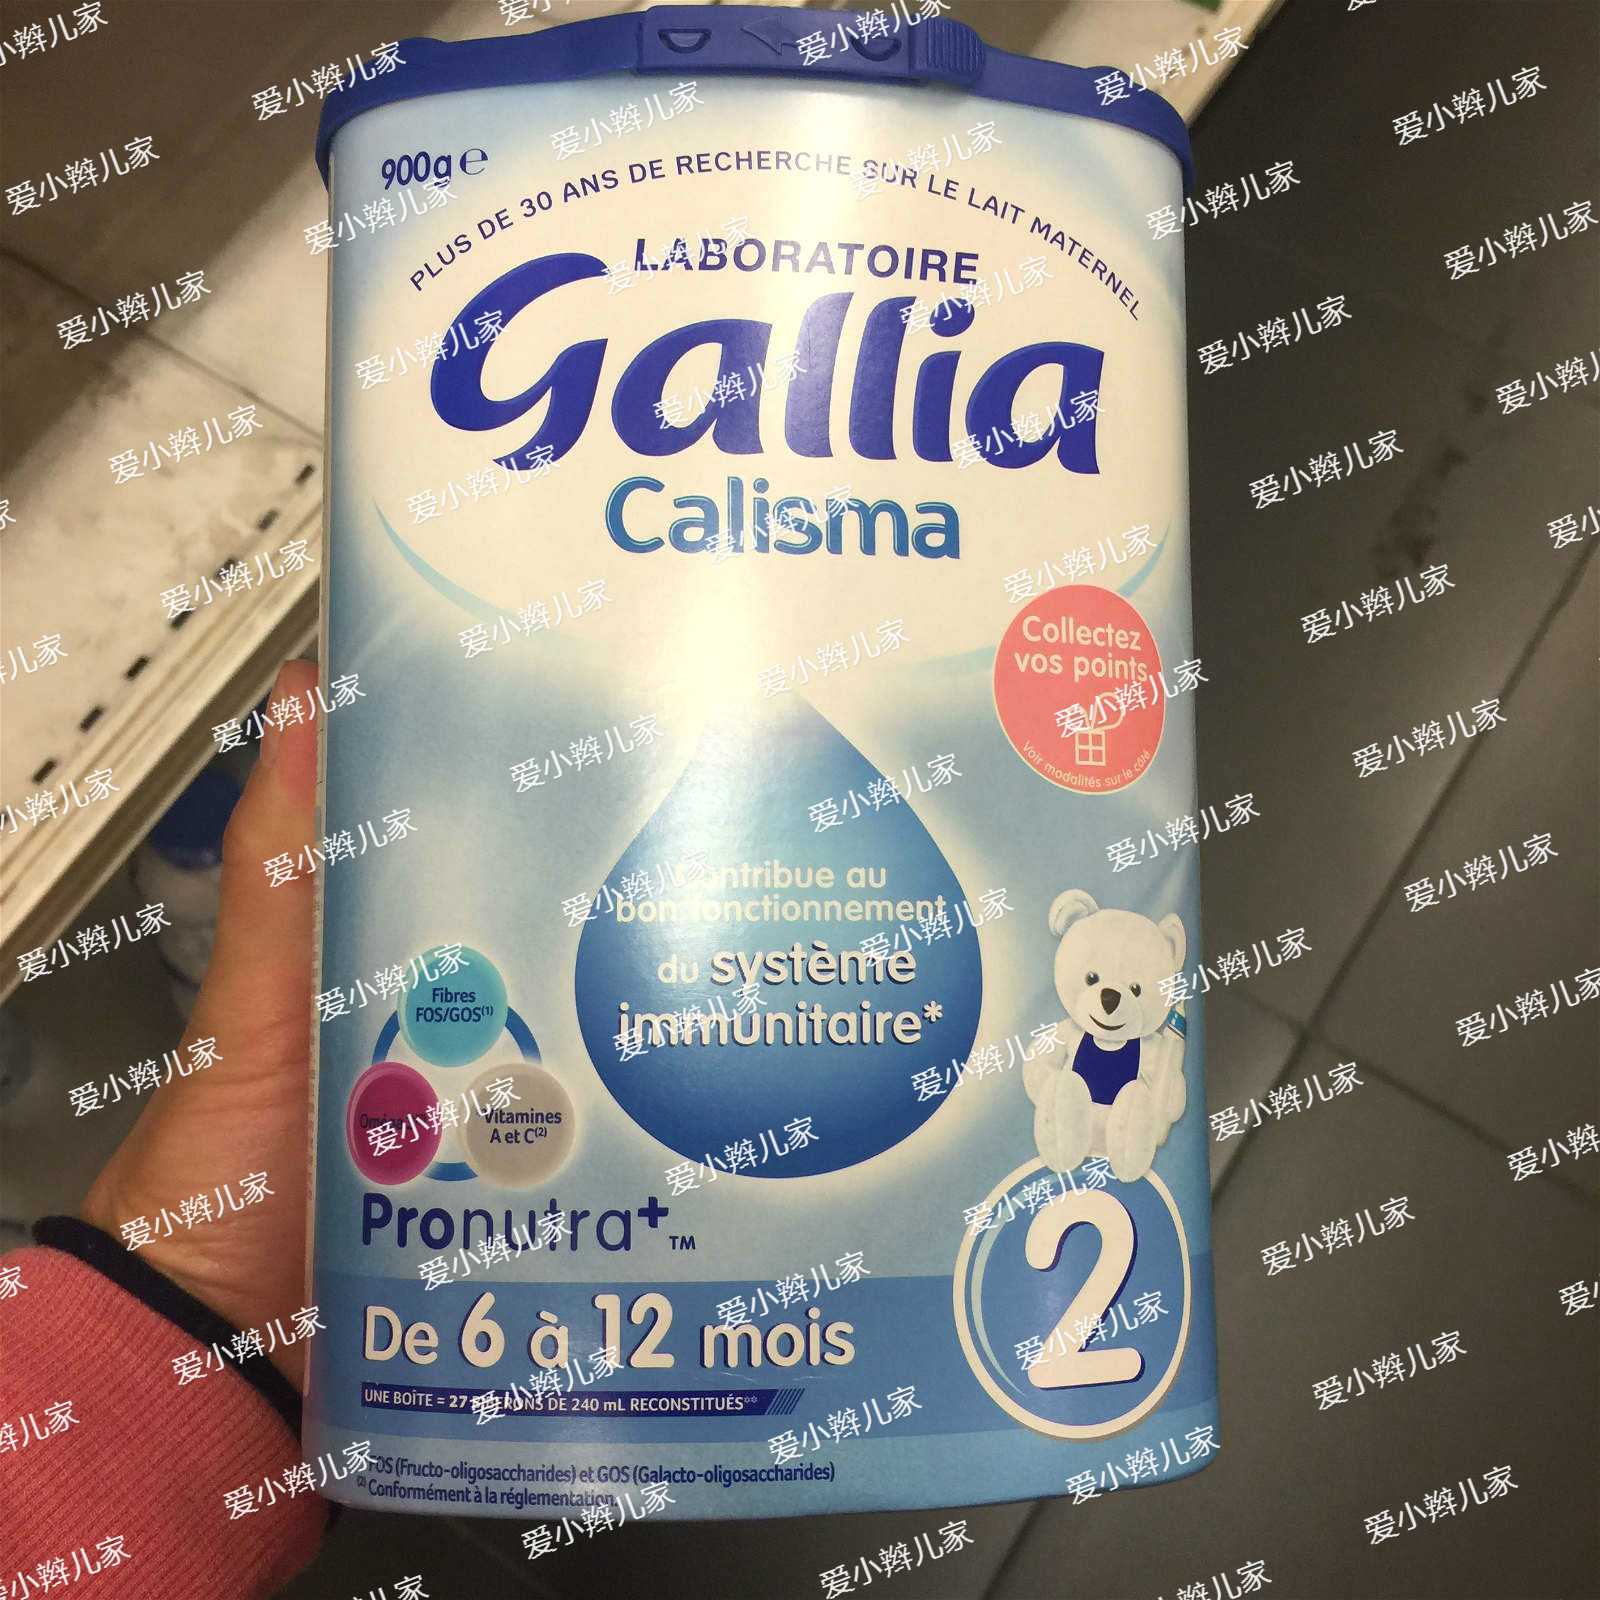 900g e
PLUS DE 30 ANS DE RECHERCHE SUR LE LAIT MATERNEL
LABORATOIRE
Gallia
Calisma
Collectez
vos points
Voir modalités sur le côté
Contribue au
bon fonctionnement
du système
immunitaire*
Fibres
FOS/GOS(1)
Vitamines
A et C(2)
Pronutra+™
De 6 à 12 mois
2
UNE BOÎTE = 27 BIBERONS DE 240 mL RECONSTITUÉS**
FOS (Fructo-oligosaccharides) et GOS (Galacto-oligosaccharides)
(2) Conformément à la réglementation.
爱小辫儿家